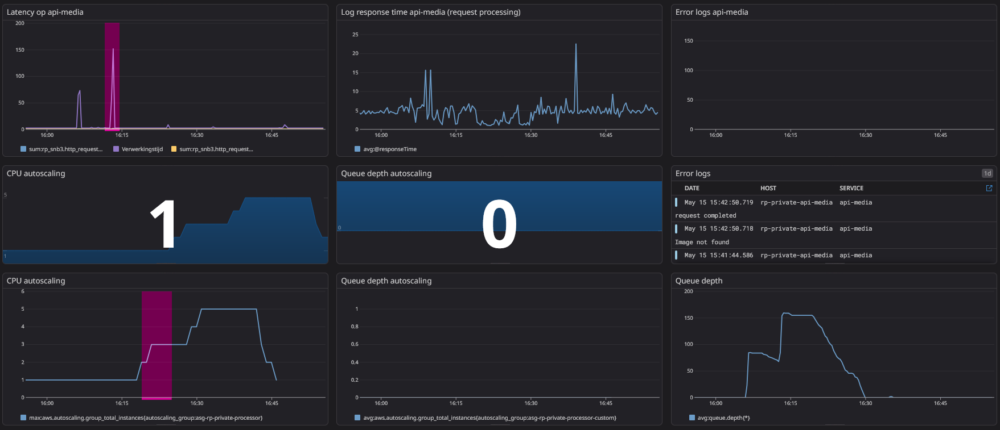 Latency op api-media
200
150
100
50
0
16:00 16:15 16:30 16:45
sum:rp_snb3.http_request... Verwerkingstijd sum:rp_snb3.http_request...
Log response time api-media (request processing)
25
20
15
10
5
0
16:00 16:15 16:30 16:45
avg:@responseTime
Error logs api-media
150
100
50
0
16:00 16:15 16:30 16:45
CPU autoscaling
5
1
1
Queue depth autoscaling
0
0
Error logs 1d
DATE HOST SERVICE
May 15 15:42:50.719 rp-private-api-media api-media
request completed
May 15 15:42:50.718 rp-private-api-media api-media
Image not found
May 15 15:41:44.586 rp-private-api-media api-media
CPU autoscaling
6
5
4
3
2
1
0
16:00 16:15 16:30 16:45
max:aws.autoscaling.group_total_instances{autoscaling_group:asg-rp-private-processor}
Queue depth autoscaling
1
0.8
0.6
0.4
0.2
0
16:00 16:15 16:30 16:45
avg:aws.autoscaling.group_total_instances{autoscaling_group:asg-rp-private-processor-custom}
Queue depth
200
150
100
50
0
16:00 16:15 16:30 16:45
avg:queue.depth{*}